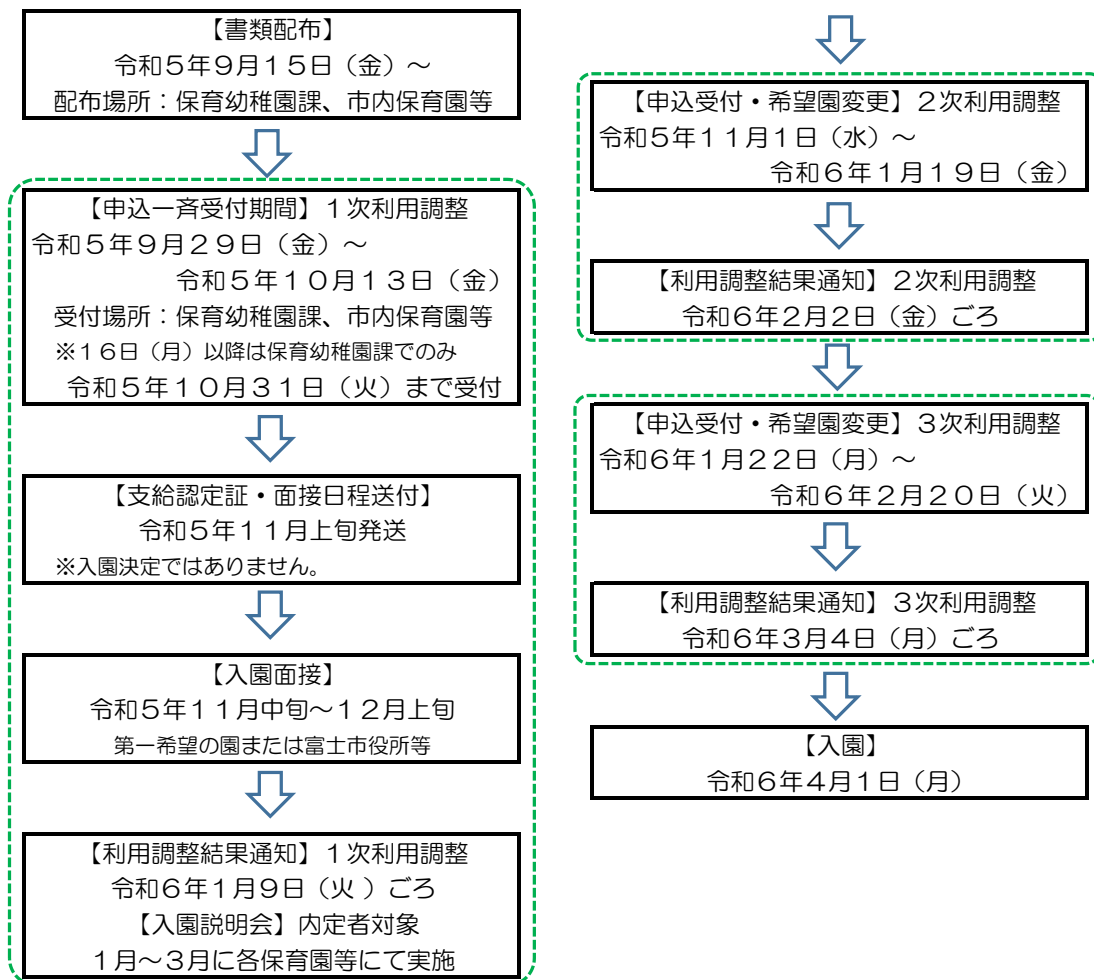 【書類配布】
令和5年9月15日（金）～
配布場所：保育幼稚園課、市内保育園等
【申込一斉受付期間】1次利用調整
令和5年9月29日（金）～
令和5年10月13日（金）
受付場所：保育幼稚園課、市内保育園等
※16日（月）以降は保育幼稚園課でのみ
令和5年10月31日（火）まで受付
【支給認定証・面接日程送付】
令和5年11月上旬発送
※入園決定ではありません。
【入園面接】
令和5年11月中旬～12月上旬
第一希望の園または富士市役所等
【利用調整結果通知】1次利用調整
令和6年1月9日（火 ）ごろ
【入園説明会】内定者対象
1月～3月に各保育園等にて実施
【申込受付・希望園変更】2次利用調整
令和5年11月1日（水）～
令和6年1月19日（金）
【利用調整結果通知】2次利用調整
令和6年2月2日（金）ごろ
【申込受付・希望園変更】3次利用調整
令和6年1月22日（月）～
令和6年2月20日（火）
【利用調整結果通知】3次利用調整
令和6年3月4日（月）ごろ
【入園】
令和6年4月1日（月）